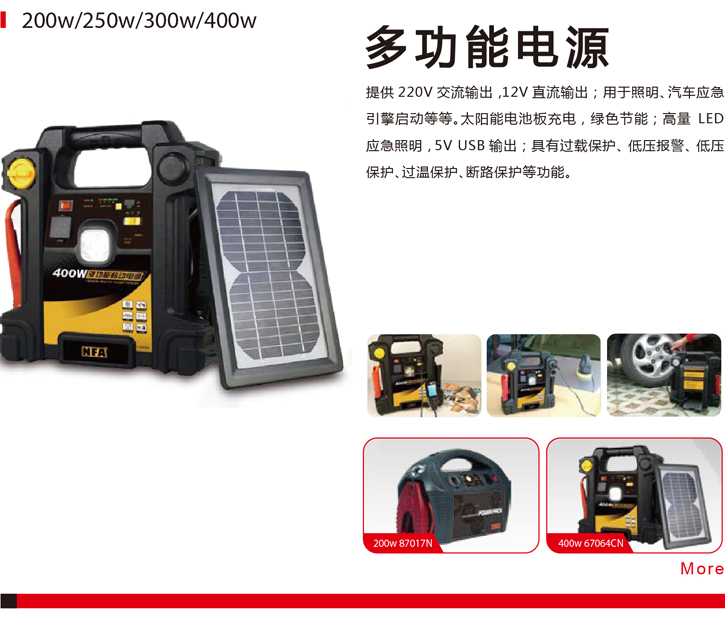 200w/250w/300w/400w
多功能电源
提供 220V 交流输出 ,12V 直流输出；用于照明、汽车应急
引擎启动等等。太阳能电池板充电，绿色节能；高量 LED
应急照明，5V USB 输出；具有过载保护、低压报警、低压
保护、过温保护、断路保护等功能。
400W多功能启动电源
NFA
POWER PACK
200w 87017N
400w 67064CN
More